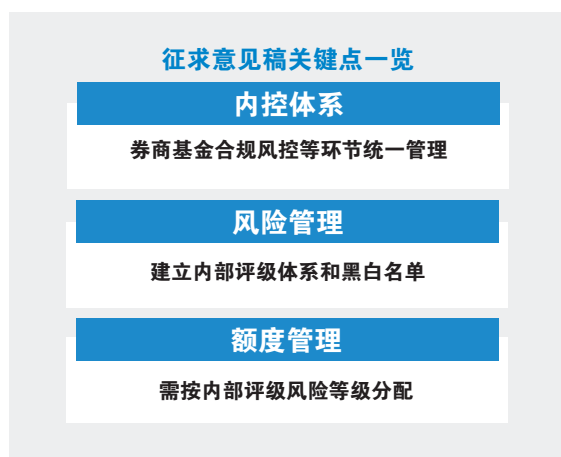 征求意见稿关键点一览
内控体系
券商基金合规风控等环节统一管理
风险管理
建立内部评级体系和黑白名单
额度管理
需按内部评级风险等级分配